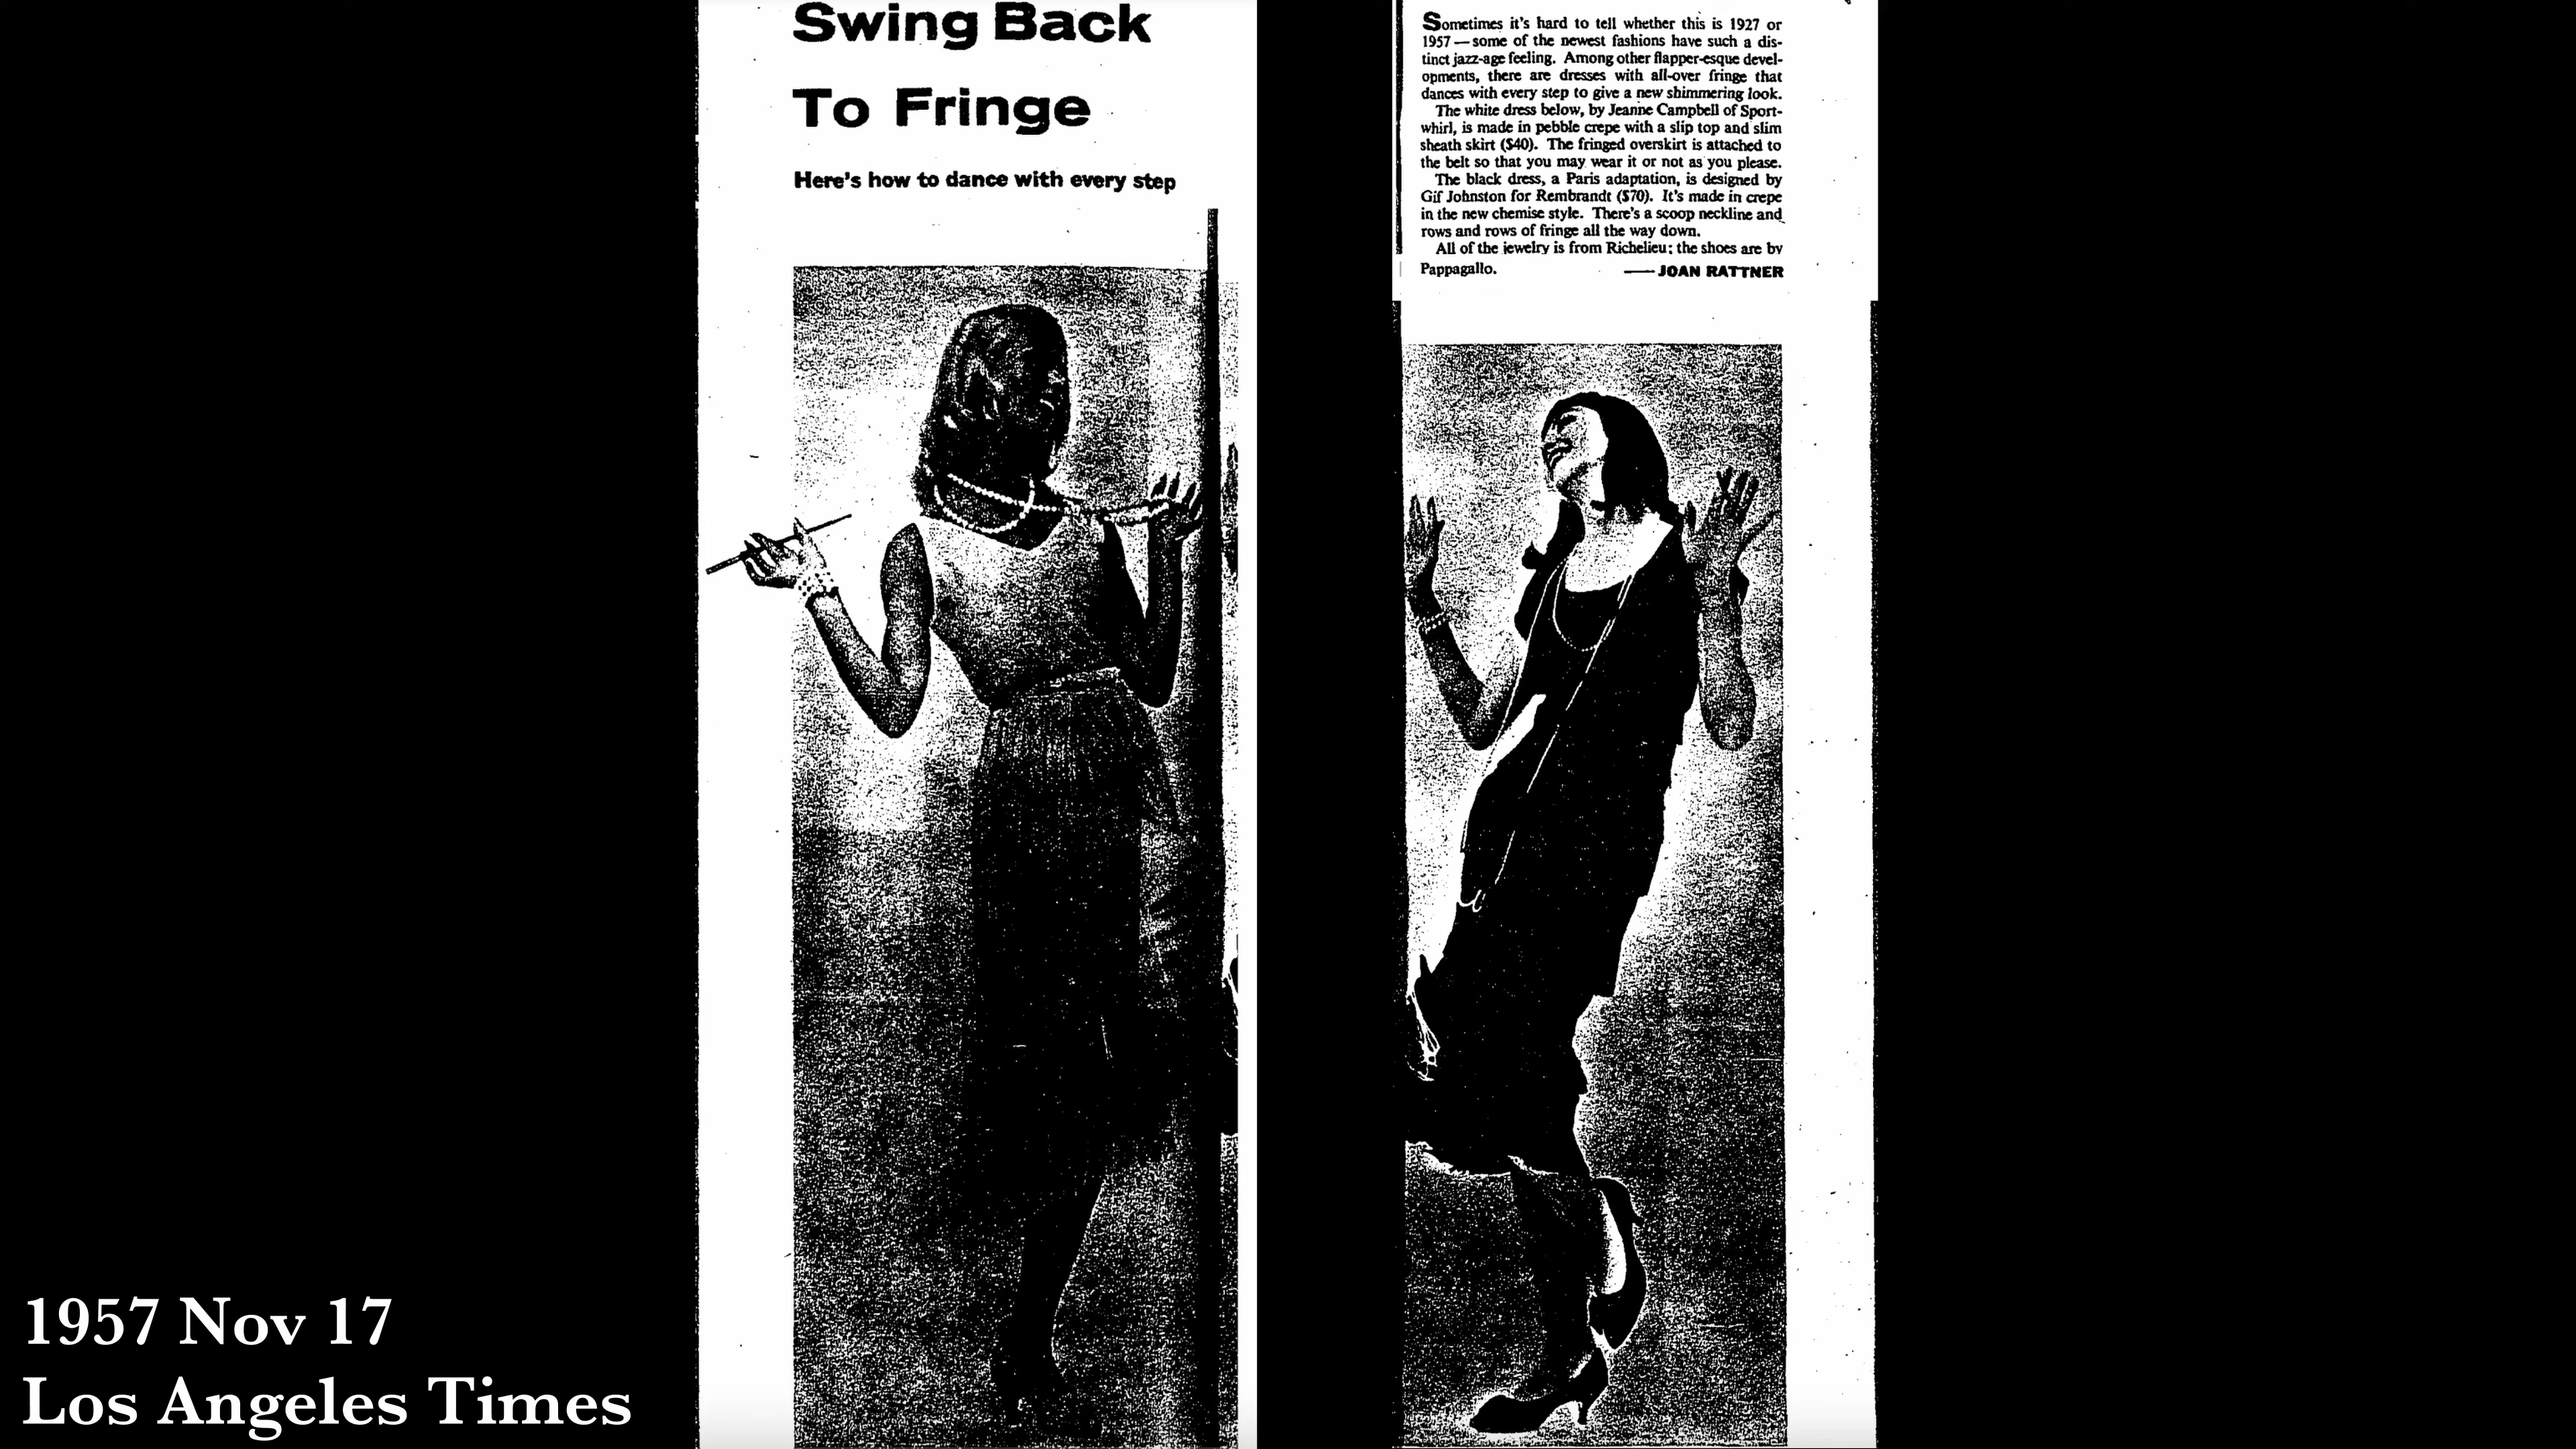 Swing Back
To Fringe
Here's how to dance with every step
Sometimes it's hard to tell whether this is 1927 or
1957—some of the newest fashions have such a dis-
tinct jazz-age feeling. Among other flapper-esque devel-
opments, there are dresses with all-over fringe that
dances with every step to give a new shimmering look.
The white dress below, by Jeanne Campbell of Sport-
whirl, is made in pebble crepe with a slip top and slim
sheath skirt ($40). The fringed overskirt is attached to
the belt so that you may wear it or not as you please.
The black dress, a Paris adaptation, is designed by
Gif Johnston for Rembrandt ($70). It's made in crepe
in the new chemise style. There's a scoop neckline and
rows and rows of fringe all the way down.
All of the jewelry is from Richelieu; the shoes are by
Pappagallo. — JOAN RATTNER
1957 Nov 17
Los Angeles Times